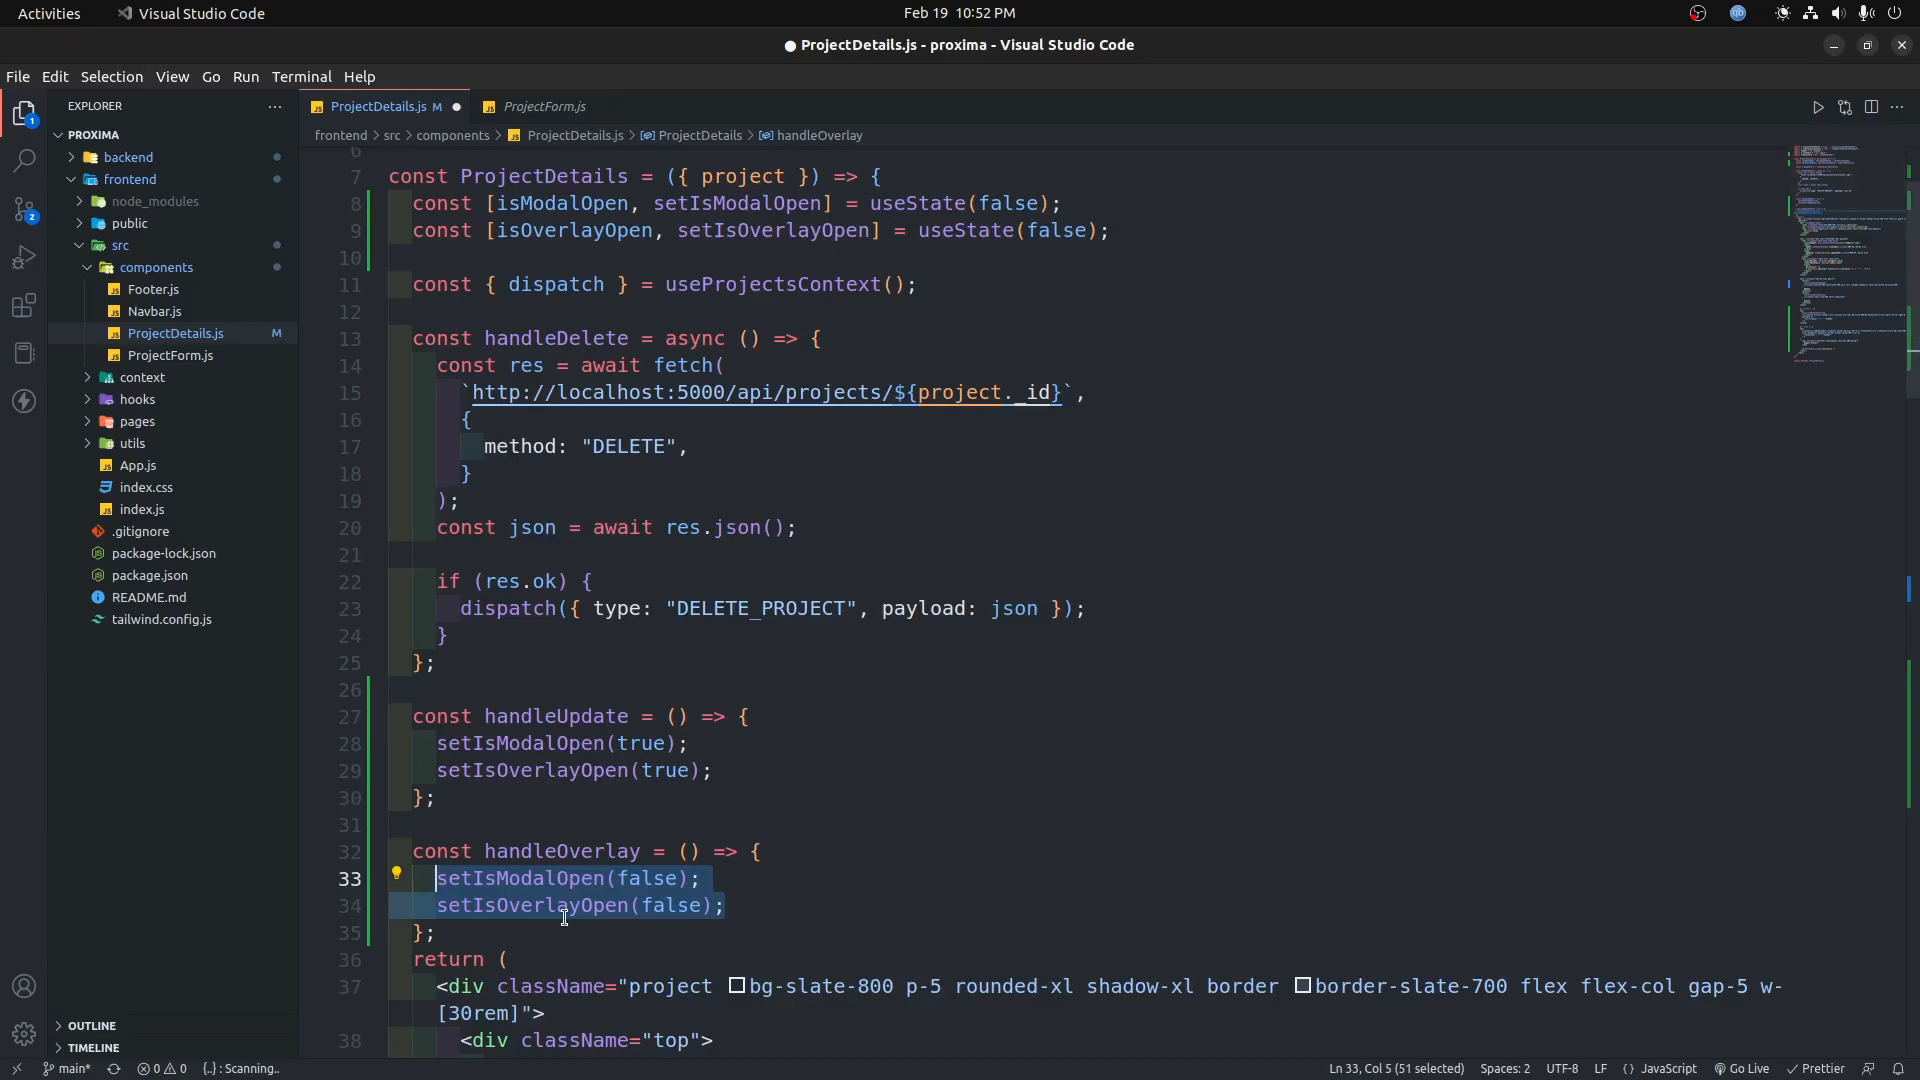 Activities
Visual Studio Code
Feb 19 10:52 PM
ProjectDetails.js - proxima - Visual Studio Code
File Edit Selection View Go Run Terminal Help
EXPLORER
ProjectDetails.js M
ProjectForm.js
frontend > src > components > ProjectDetails.js > ProjectDetails > handleOverlay
PROXIMA
backend
frontend
node_modules
public
src
components
Footer.js
Navbar.js
ProjectDetails.js M
ProjectForm.js
context
hooks
pages
utils
App.js
index.css
index.js
.gitignore
package-lock.json
package.json
README.md
tailwind.config.js
OUTLINE
TIMELINE
1
2
6
7 const ProjectDetails = ({ project }) => {
8 const [isModalOpen, setIsModalOpen] = useState(false);
9 const [isOverlayOpen, setIsOverlayOpen] = useState(false);
10
11 const { dispatch } = useProjectsContext();
12
13 const handleDelete = async () => {
14 const res = await fetch(
15 `http://localhost:5000/api/projects/${project._id}`,
16 {
17 method: "DELETE",
18 }
19 );
20 const json = await res.json();
21
22 if (res.ok) {
23 dispatch({ type: "DELETE_PROJECT", payload: json });
24 }
25 };
26
27 const handleUpdate = () => {
28 setIsModalOpen(true);
29 setIsOverlayOpen(true);
30 };
31
32 const handleOverlay = () => {
33 setIsModalOpen(false);
34 setIsOverlayOpen(false);
35 };
36 return (
37 <div className="project bg-slate-800 p-5 rounded-xl shadow-xl border border-slate-700 flex flex-col gap-5 w-
[30rem]">
38 <div className="top">
main* 0 0 {..} : Scanning..
Ln 33, Col 5 (51 selected) Spaces: 2 UTF-8 LF {} JavaScript Go Live Prettier